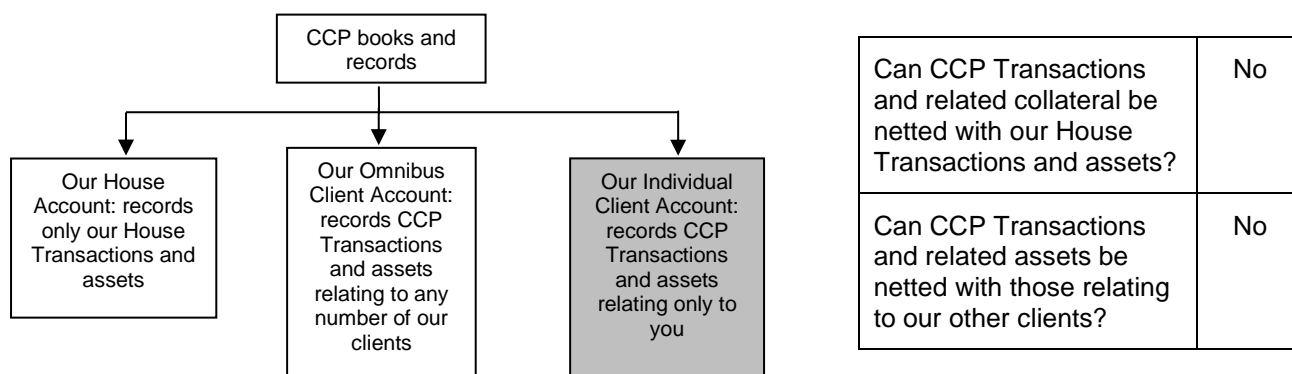 CCP books and
records
Our House
Account: records
only our House
Transactions and
assets
Our Omnibus
Client Account:
records CCP
Transactions
and assets
relating to any
number of our
clients
Our Individual
Client Account:
records CCP
Transactions
and assets
relating only to
you
Can CCP Transactions
and related collateral be
netted with our House
Transactions and assets?
No
Can CCP Transactions
and related assets be
netted with those relating
to our other clients?
No